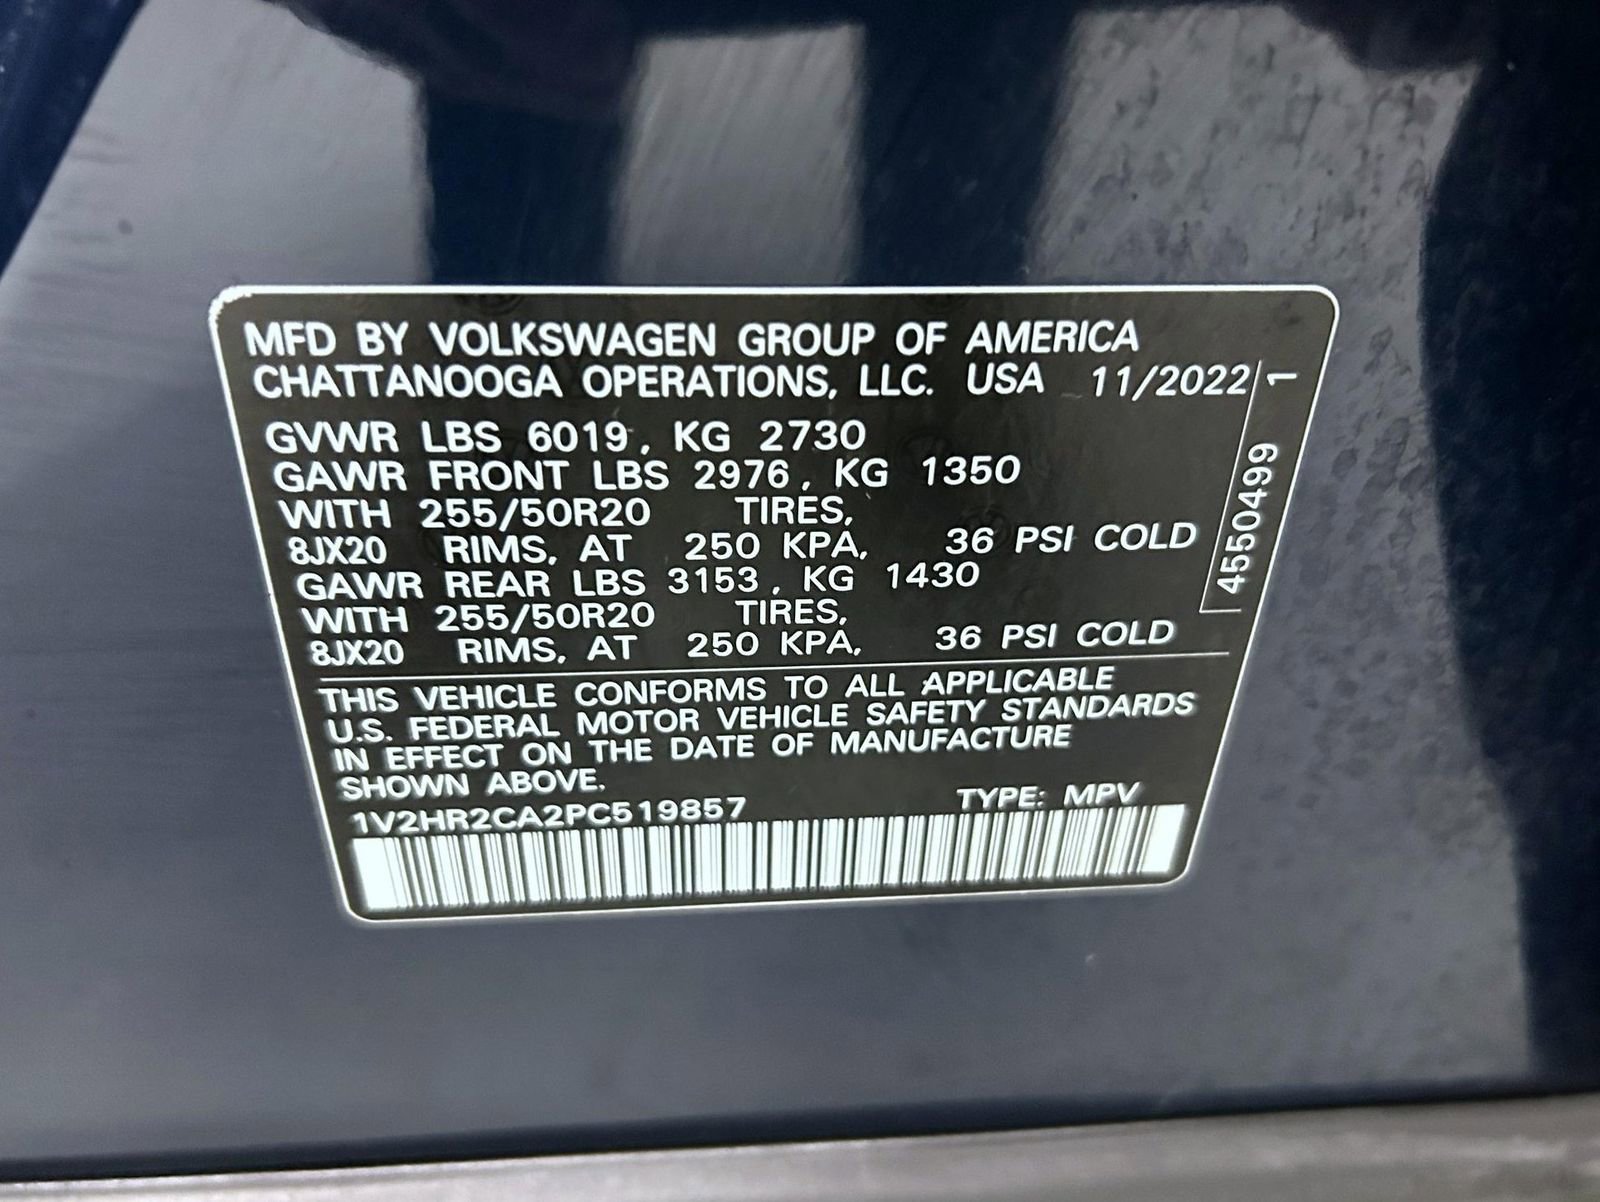 MFD BY VOLKSWAGEN GROUP OF AMERICA
CHATTANOOGA OPERATIONS, LLC. USA 11/2022
GVWR LBS 6019, KG 2730
GAWR FRONT LBS 2976, KG 1350
WITH 255/50R20 TIRES,
8JX20 RIMS, AT 250 KPA, 36 PSI COLD
GAWR REAR LBS 3153, KG 1430
WITH 255/50R20 TIRES,
8JX20 RIMS, AT 250 KPA, 36 PSI COLD
THIS VEHICLE CONFORMS TO ALL APPLICABLE
U.S. FEDERAL MOTOR VEHICLE SAFETY STANDARDS
IN EFFECT ON THE DATE OF MANUFACTURE
SHOWN ABOVE.
1V2HR2CA2PC519857 TYPE: MPV
4550499 1